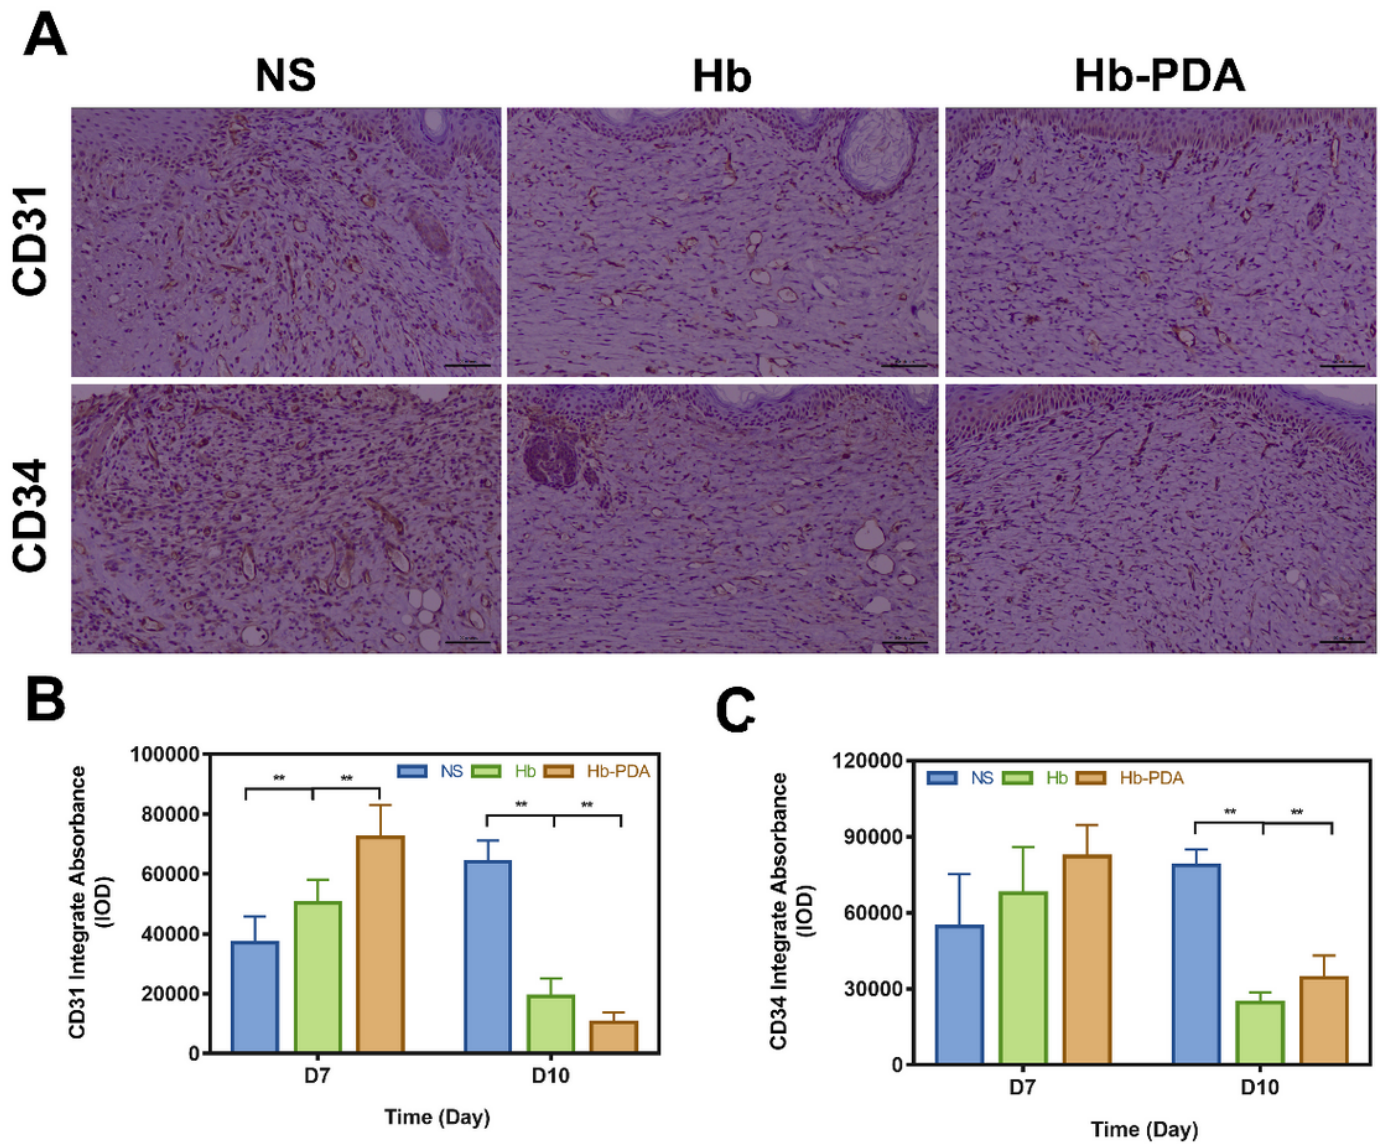 A
NS Hb Hb-PDA
CD31
CD34
B
CD31 Integrate Absorbance
(IOD)
100000
80000
60000
40000
20000
0
NS Hb Hb-PDA
** **
** **
D7 D10
Time (Day)
C
CD34 Integrate Absorbance
(IOD)
120000
90000
60000
30000
0
NS Hb Hb-PDA
** **
D7 D10
Time (Day)